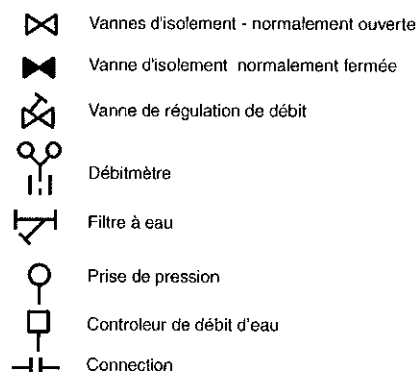 Vannes d'isolement - normalement ouverte
Vanne d'isolement normalement fermée
Vanne de régulation de débit
Débitmètre
Filtre à eau
Prise de pression
Controleur de débit d'eau
Connection